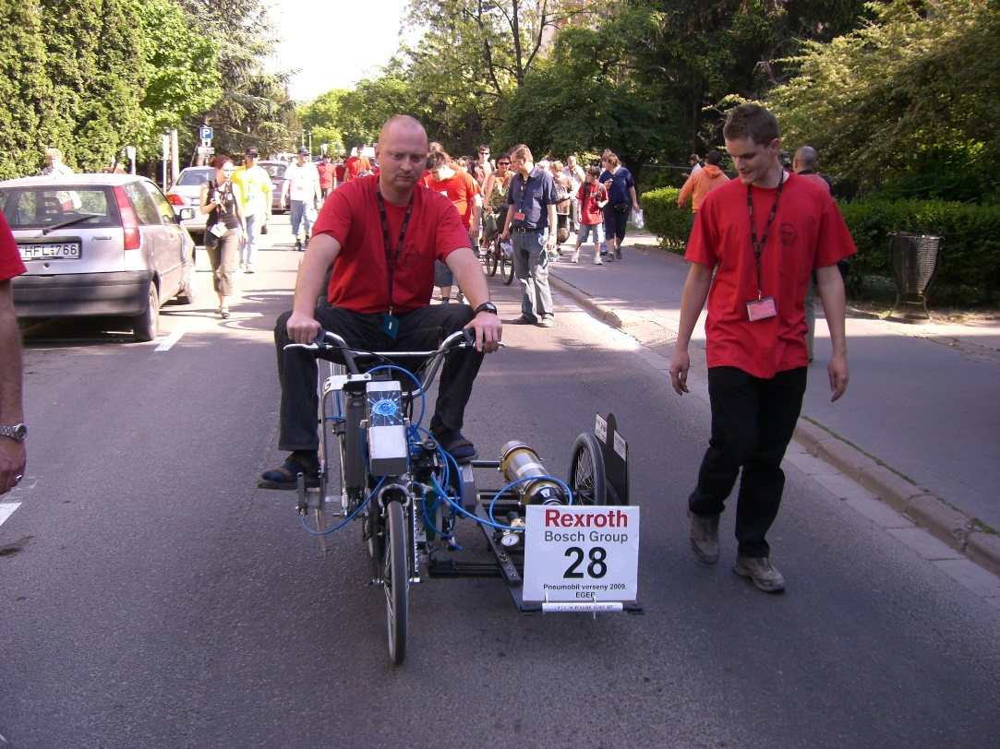 HFL-766
P
Rexroth
Bosch Group
28
Pneumobil verseny 2009.
EGER